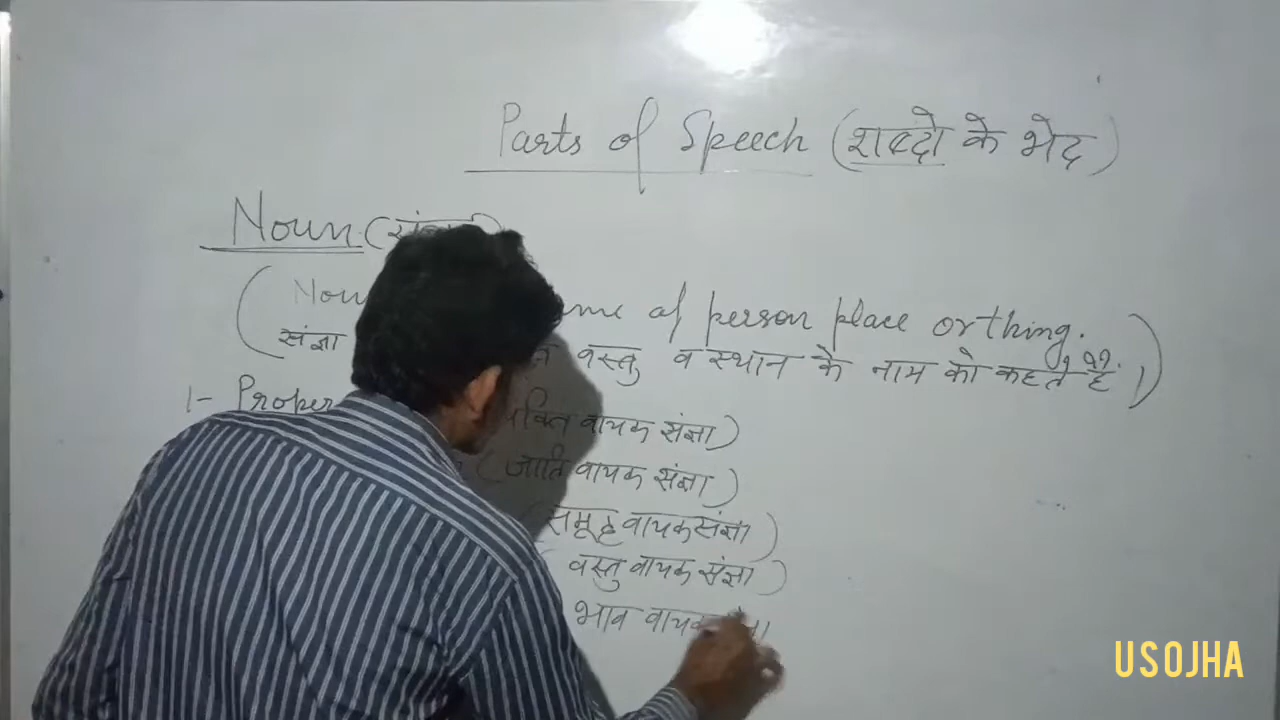 Parts of Speech (शब्दो के भेद)
Noun (संज्ञा)
(Noun me of person place or thing.
संज्ञा वस्तु व स्थान के नाम को कहते हैं।)
1- Proper क्ति वाचक संज्ञा)
(जाति वाचक संज्ञा)
(समूह वाचक संज्ञा)
(वस्तु वाचक संज्ञा)
भाव वाचक
USOJHA